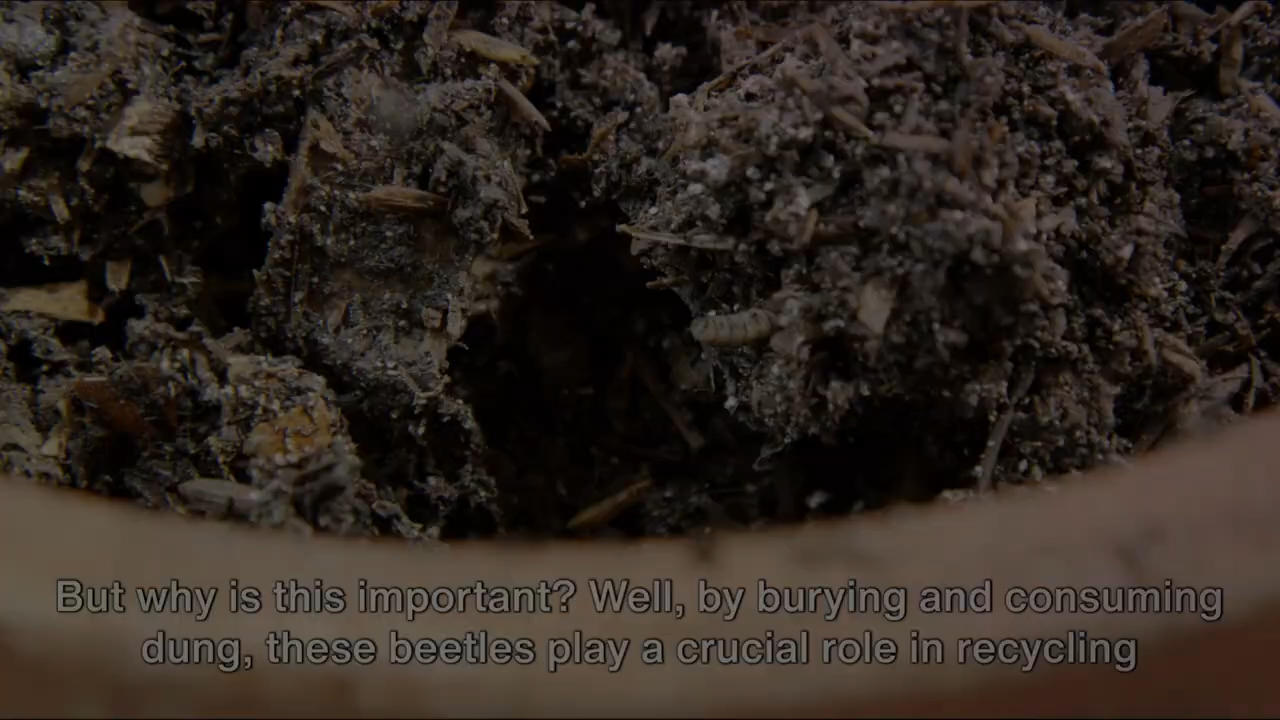 But why is this important? Well, by burying and consuming
dung, these beetles play a crucial role in recycling